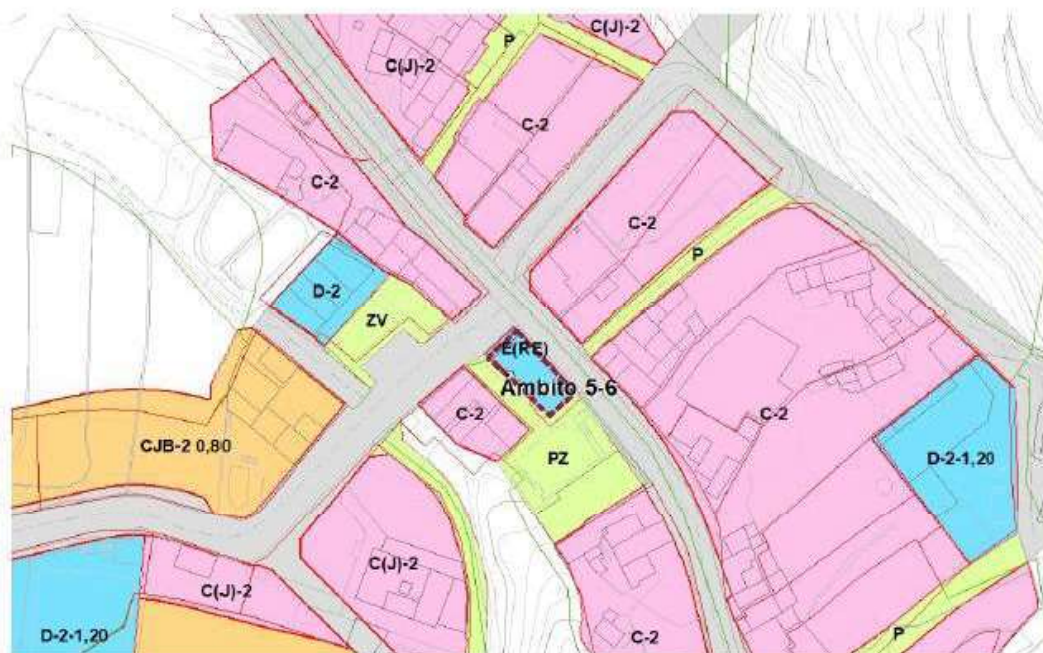 C(J)-2
P
C(J)-2
C-2
C-2
C-2
P
D-2
ZV
E(RE)
Ámbito 5-6
C-2
C-2
CJB-2 0,80
PZ
D-2-1,20
C(J)-2
C(J)-2
D-2-1,20
C-2
P